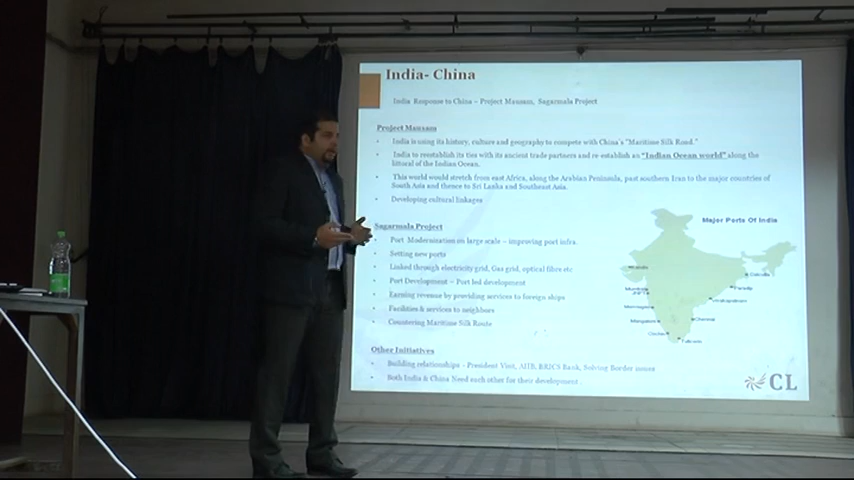 India- China
India Response to China – Project Mausam, Sagarmala Project
Project Mausam
India is using its history, culture and geography to compete with China's "Maritime Silk Road."
India to reestablish its ties with its ancient trade partners and re-establish an "Indian Ocean world" along the
littoral of the Indian Ocean.
This world would stretch from east Africa, along the Arabian Peninsula, past southern Iran to the major countries of
South Asia and thence to Sri Lanka and Southeast Asia.
Developing cultural linkages
Sagarmala Project
Port Modernisation on large scale – improving port infra.
Setting new ports
Linked through electricity grid, Gas grid, optical fibre etc
Port Development – Port led development
Earning revenue by providing services to foreign ships
Facilities & services to neighbors
Countering Maritime Silk Route
Major Ports Of India
Kandla
Calcutta
Paradip
Mumbai
JNPT
Visakhapatnam
Mormugao
Chennai
Mangalore
Cochin
Tuticorin
Other Initiatives
Building relationships - President Visit, AIIB, BRICS Bank, Solving Border issues
Both India & China Need each other for their development
CL